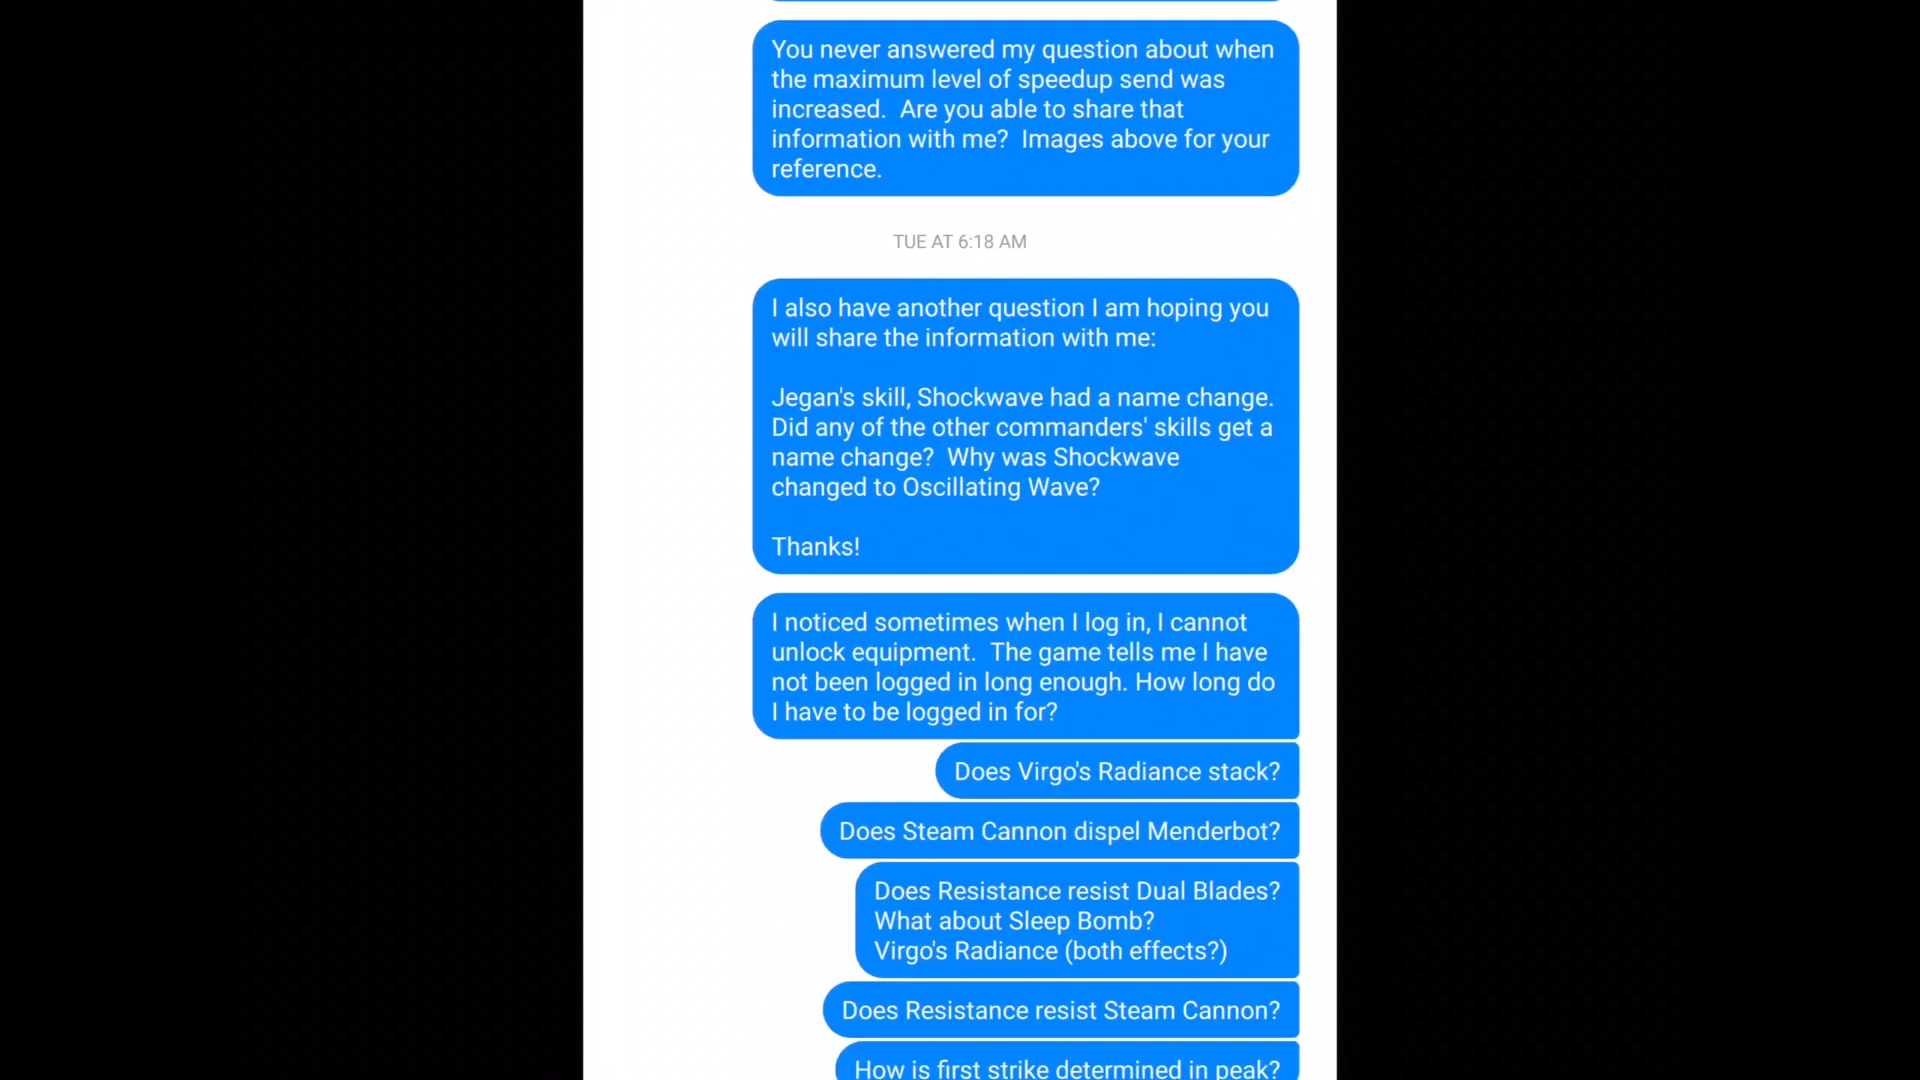 You never answered my question about when
the maximum level of speedup send was
increased.  Are you able to share that
information with me?  Images above for your
reference.
TUE AT 6:18 AM
I also have another question I am hoping you
will share the information with me:
Jegan's skill, Shockwave had a name change.
Did any of the other commanders' skills get a
name change?  Why was Shockwave
changed to Oscillating Wave?
Thanks!
I noticed sometimes when I log in, I cannot
unlock equipment.  The game tells me I have
not been logged in long enough. How long do
I have to be logged in for?
Does Virgo's Radiance stack?
Does Steam Cannon dispel Menderbot?
Does Resistance resist Dual Blades?
What about Sleep Bomb?
Virgo's Radiance (both effects?)
Does Resistance resist Steam Cannon?
How is first strike determined in peak?